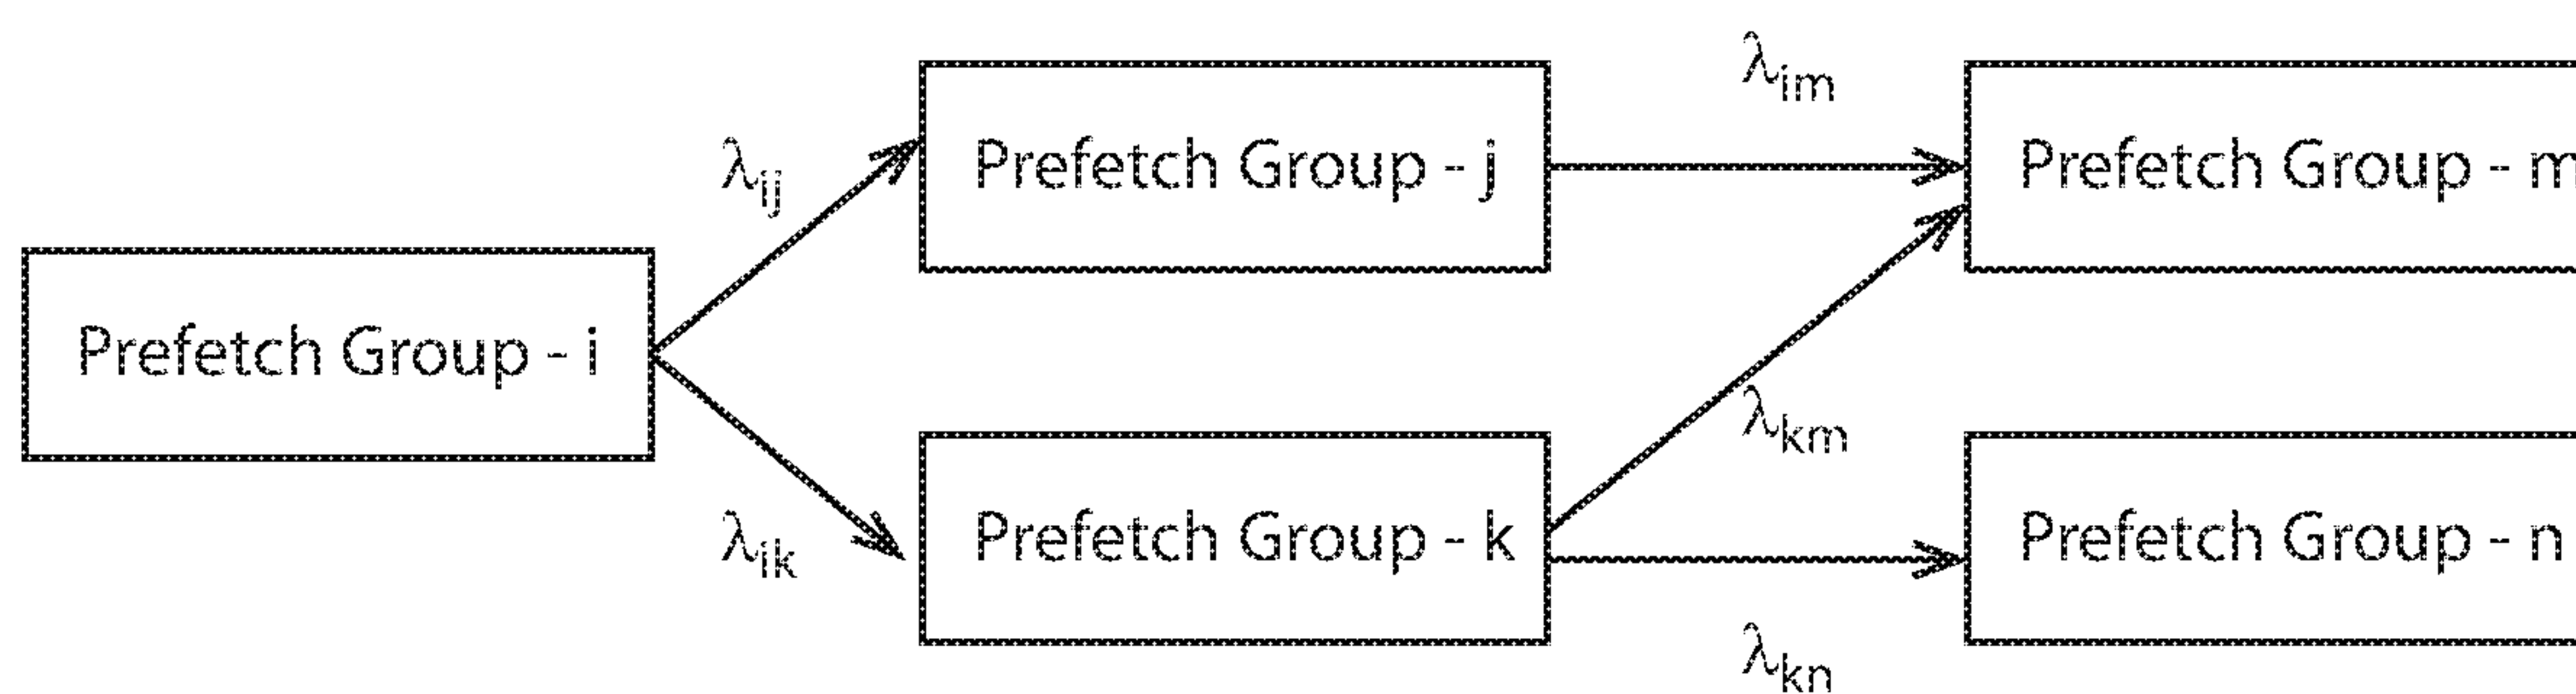 λij
λik
Prefetch Group - i
Prefetch Group - j
Prefetch Group - k
λim
λkm
λkn
Prefetch Group - m
Prefetch Group - n